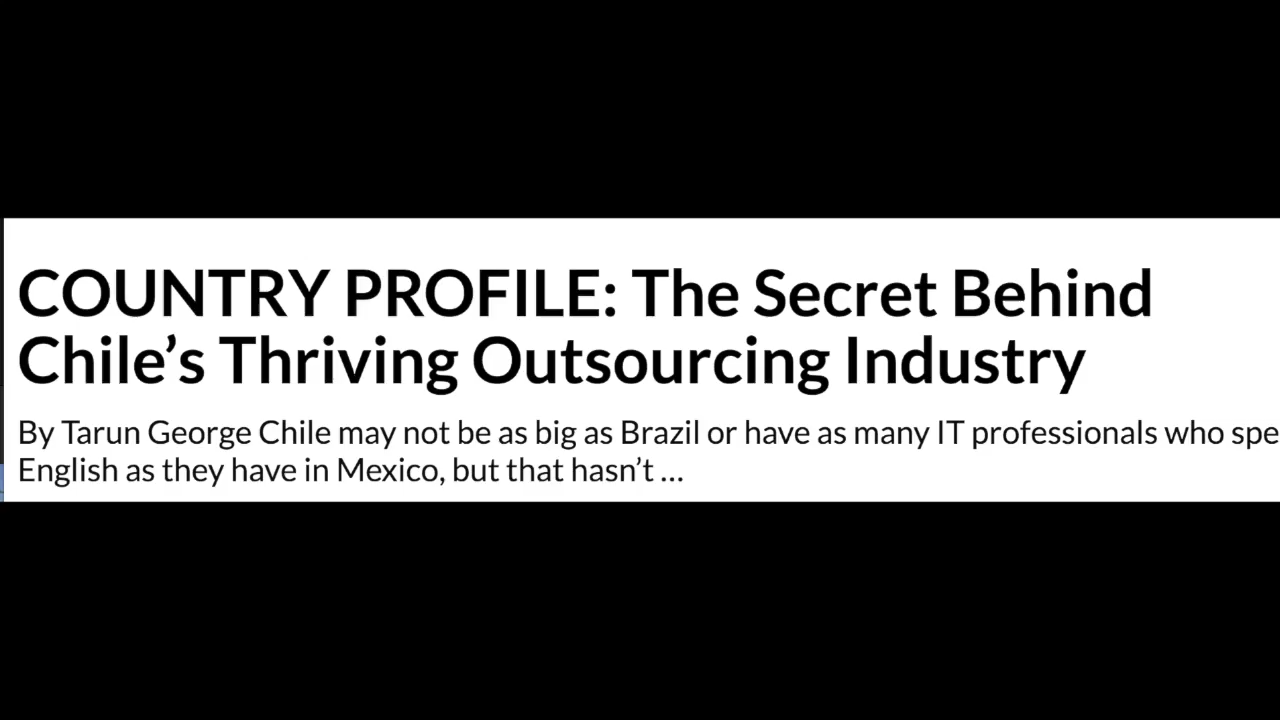 COUNTRY PROFILE: The Secret Behind
Chile’s Thriving Outsourcing Industry
By Tarun George Chile may not be as big as Brazil or have as many IT professionals who
English as they have in Mexico, but that hasn’t ...